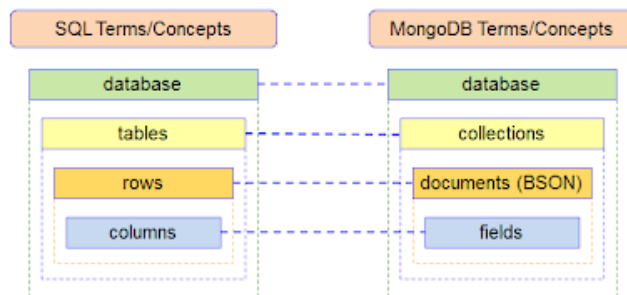 SQL Terms/Concepts
MongoDB Terms/Concepts
database
database
tables
collections
rows
documents (BSON)
columns
fields